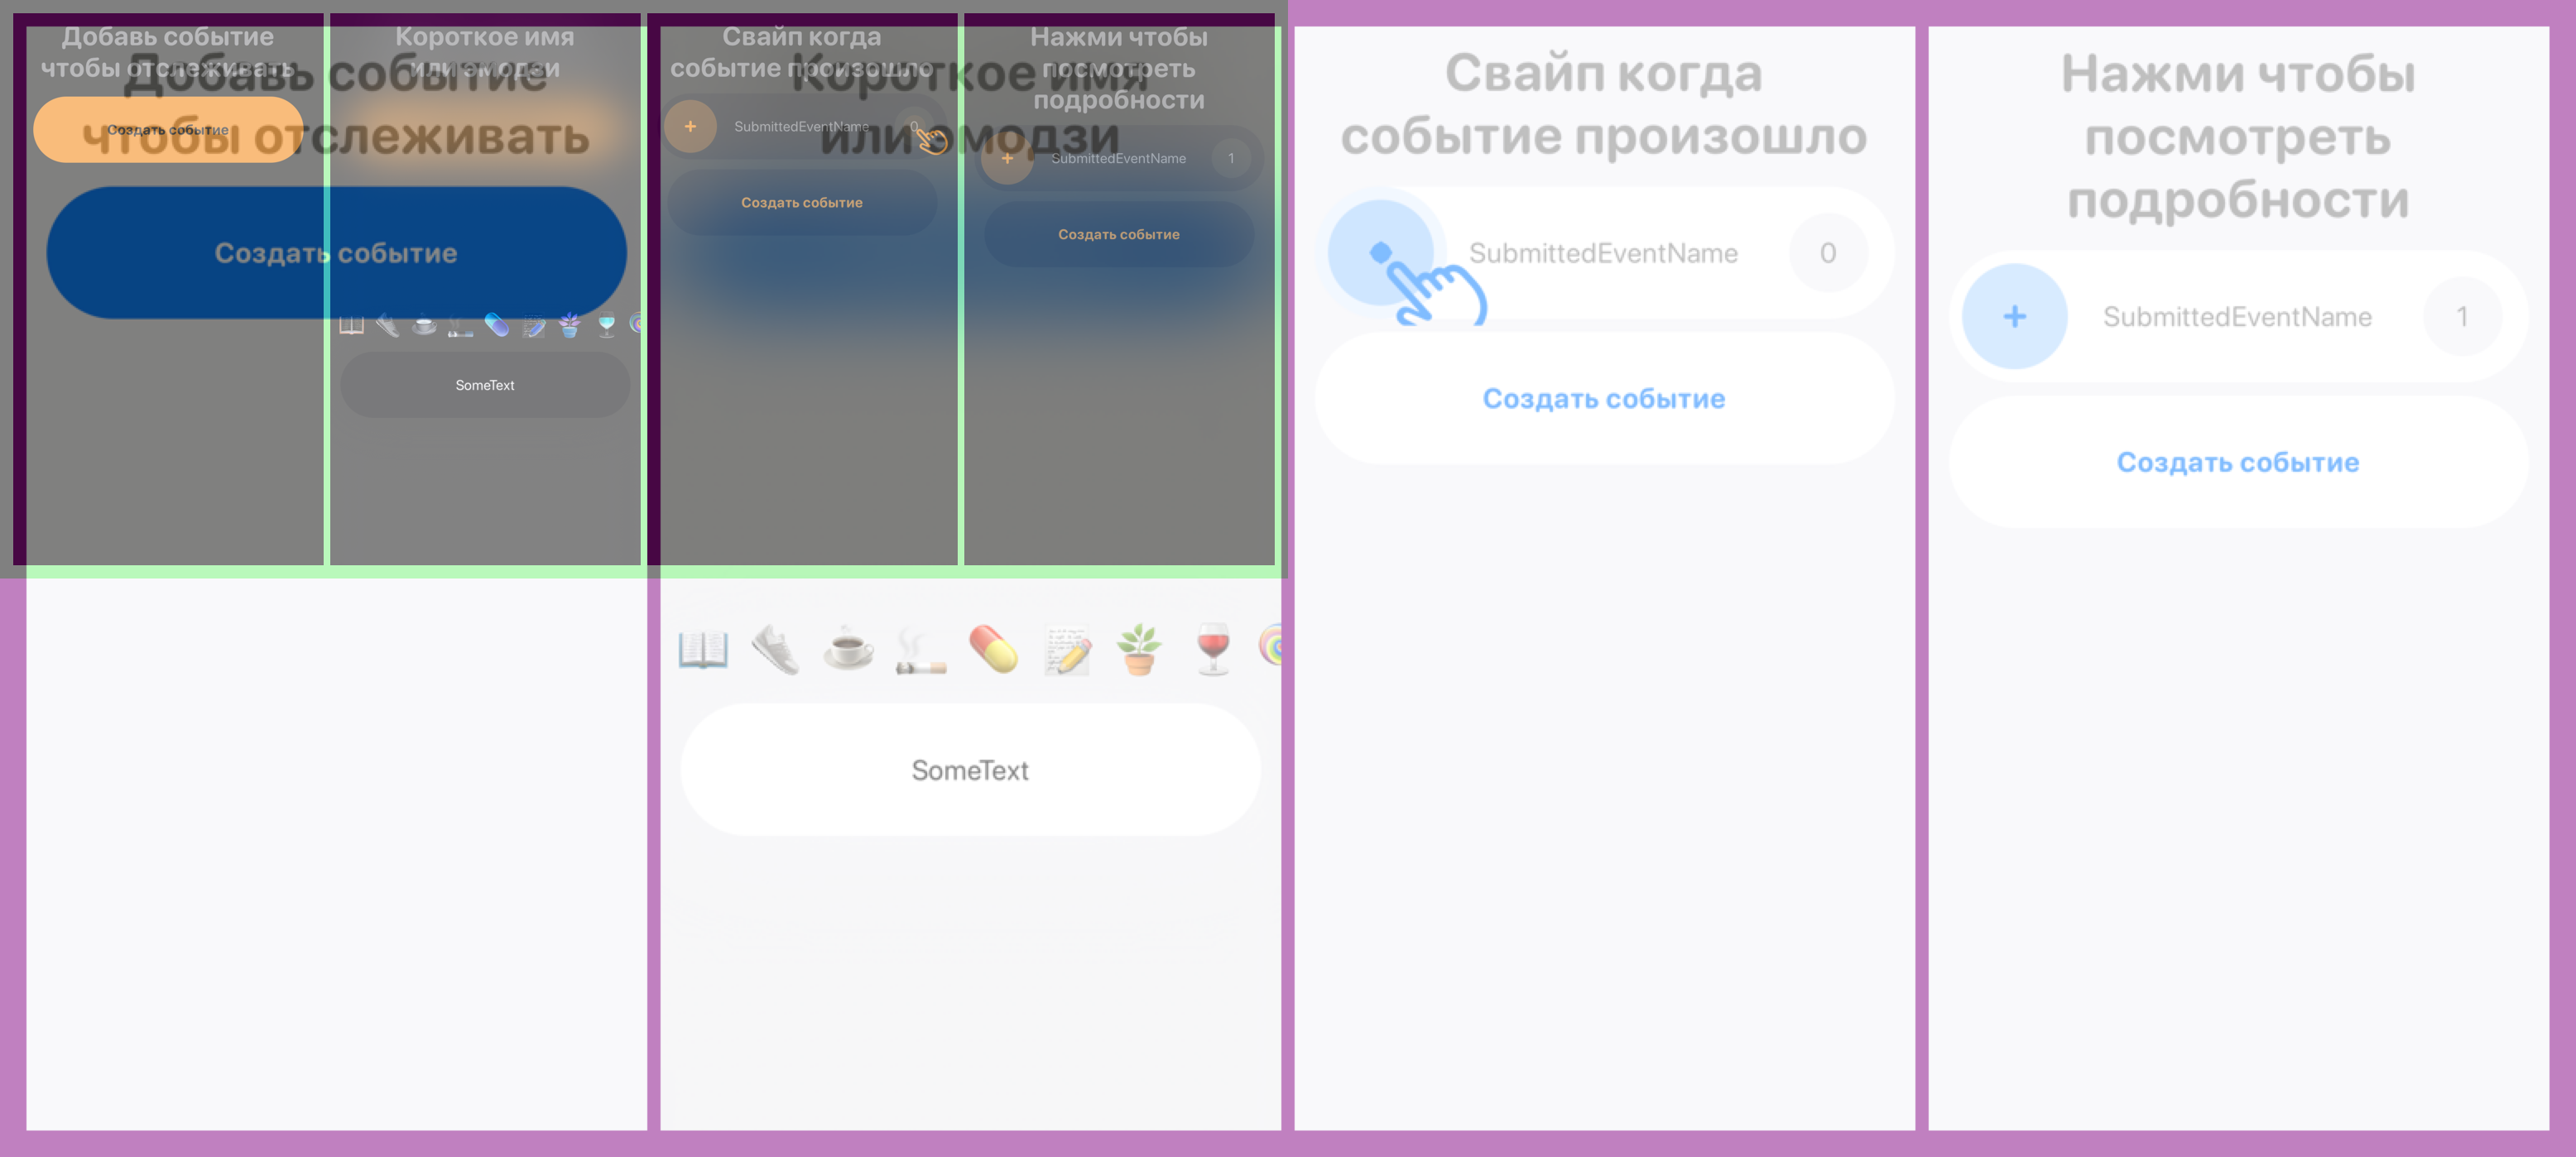 Добавь событие
чтобы отслеживать
Создать событие
Короткое имя
или эмодзи
SomeText
Свайп когда
событие произошло
+ SubmittedEventName 0
Создать событие
Нажми чтобы
посмотреть
подробности
+ SubmittedEventName 1
Создать событие
Добавь событие
чтобы отслеживать
Создать событие
Короткое имя
или эмодзи
SomeText
Свайп когда
событие произошло
SubmittedEventName 0
Создать событие
Нажми чтобы
посмотреть
подробности
+ SubmittedEventName 1
Создать событие